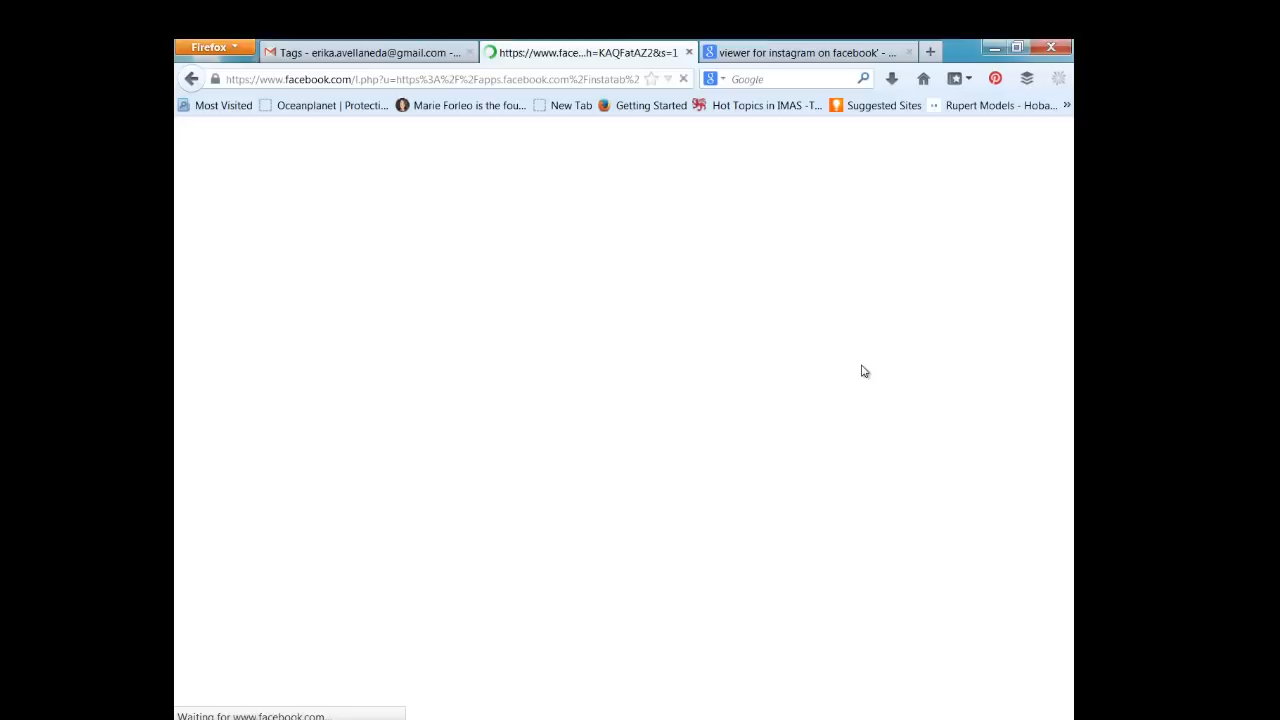 Firefox
Tags - erika.avellaneda@gmail.com -...
https://www.face...h=KAQFatAZ2&s=1
viewer for instagram on facebook' - ...
https://www.facebook.com/l.php?u=https%3A%2F%2Fapps.facebook.com%2Finstatab%2
Google
Most Visited
Oceanplanet | Protecti...
Marie Forleo is the fou...
New Tab
Getting Started
Hot Topics in IMAS -T...
Suggested Sites
Rupert Models - Hoba...
Waiting for www.facebook.com...